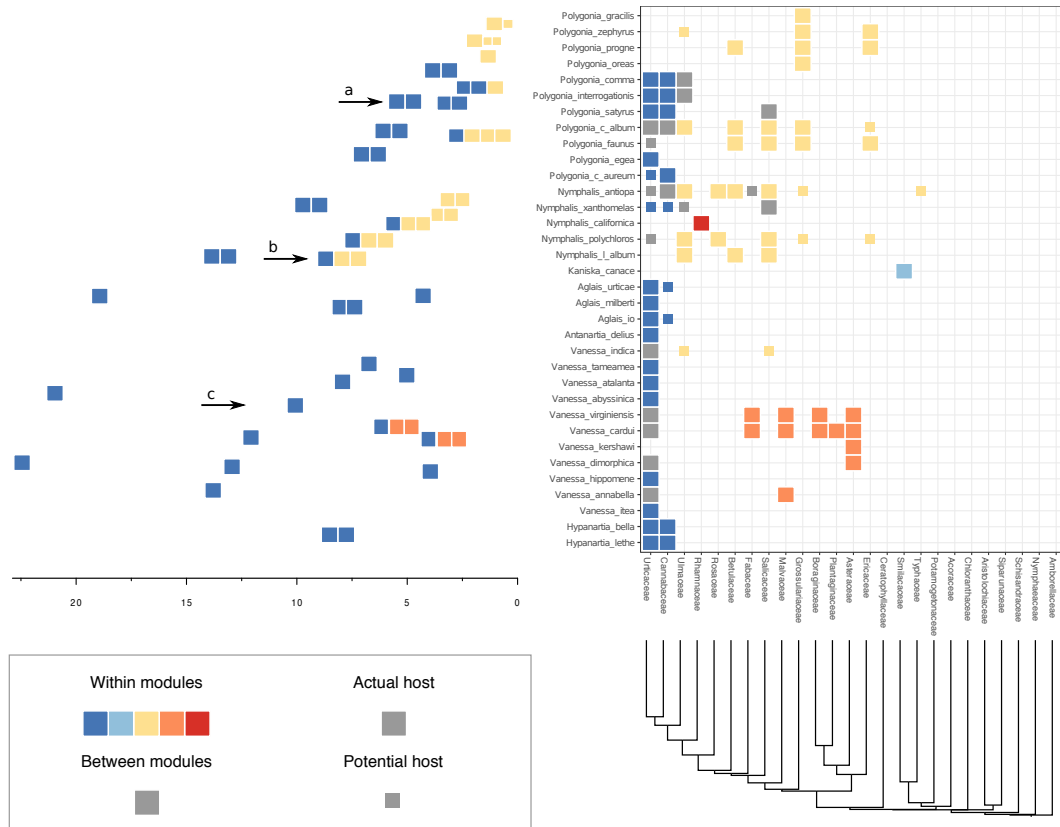 a
b
c
20
15
10
5
0
Polygonia_gracilis
Polygonia_zephyrus
Polygonia_progne
Polygonia_oreas
Polygonia_comma
Polygonia_interrogationis
Polygonia_satyrus
Polygonia_c_album
Polygonia_faunus
Polygonia_egea
Polygonia_c_aureum
Nymphalis_antiopa
Nymphalis_xanthomelas
Nymphalis_californica
Nymphalis_polychloros
Nymphalis_l_album
Kaniska_canace
Aglais_urticae
Aglais_milberti
Aglais_io
Antanartia_delius
Vanessa_indica
Vanessa_tameamea
Vanessa_atalanta
Vanessa_abyssinica
Vanessa_virginiensis
Vanessa_cardui
Vanessa_kershawi
Vanessa_dimorphica
Vanessa_hippomene
Vanessa_annabella
Vanessa_itea
Hypanartia_bella
Hypanartia_lethe
Urticaceae
Cannabaceae
Ulmaceae
Rhamnaceae
Rosaceae
Betulaceae
Fabaceae
Salicaceae
Malvaceae
Grossulariaceae
Boraginaceae
Plantaginaceae
Asteraceae
Ericaceae
Ceratophyllaceae
Smilacaceae
Typhaceae
Potamogetonaceae
Acoraceae
Chloranthaceae
Aristolochiaceae
Siparunaceae
Schisandraceae
Nymphaeaceae
Amborellaceae
Within modules
Actual host
Between modules
Potential host